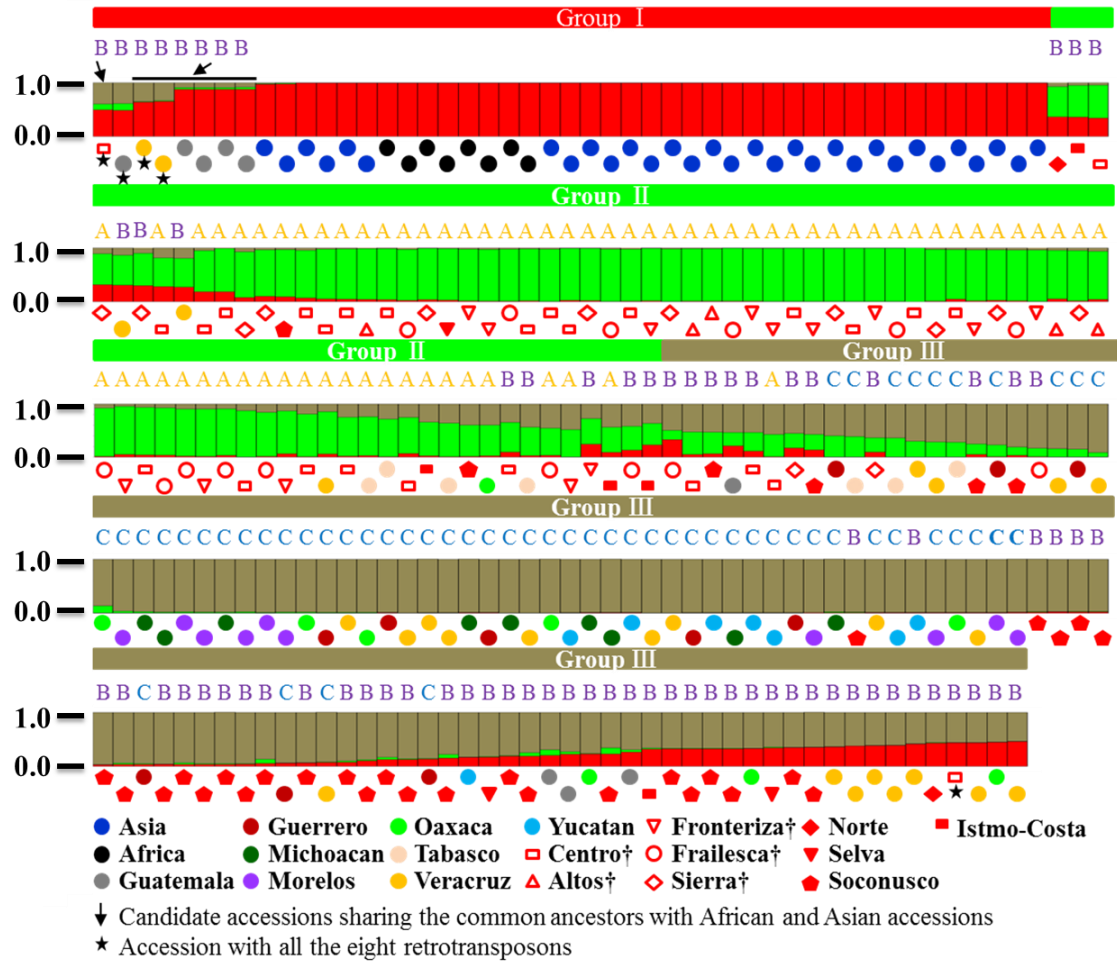 Group I
B B B B B B B B B B B
1.0
0.0
Group II
A B B A B A A A A A A A A A A A A A A A A A A A A A A A A A A A A A A A A A A A A A A A A A A A A A
1.0
0.0
Group II Group III
A A A A A A A A A A A A A A A A A A A A B B A A B A B B B B B B B A B B C C B C C C C B C B B C C C
1.0
0.0
Group III
C C C C C C C C C C C C C C C C C C C C C C C C C C C C C C C C C C C C C B C C B C C C C C B B B B
1.0
0.0
Group III
B B C B B B B B B C B C B B B B C B B B B B B B B B B B B B B B B B B B B B B B B B B B B B
1.0
0.0
Asia Guerrero Oaxaca Yucatan Fronteriza† Norte Istmo-Costa
Africa Michoacan Tabasco Centro† Frailesca† Selva
Guatemala Morelos Veracruz Altos† Sierra† Soconusco
Candidate accessions sharing the common ancestors with African and Asian accessions
Accession with all the eight retrotransposons